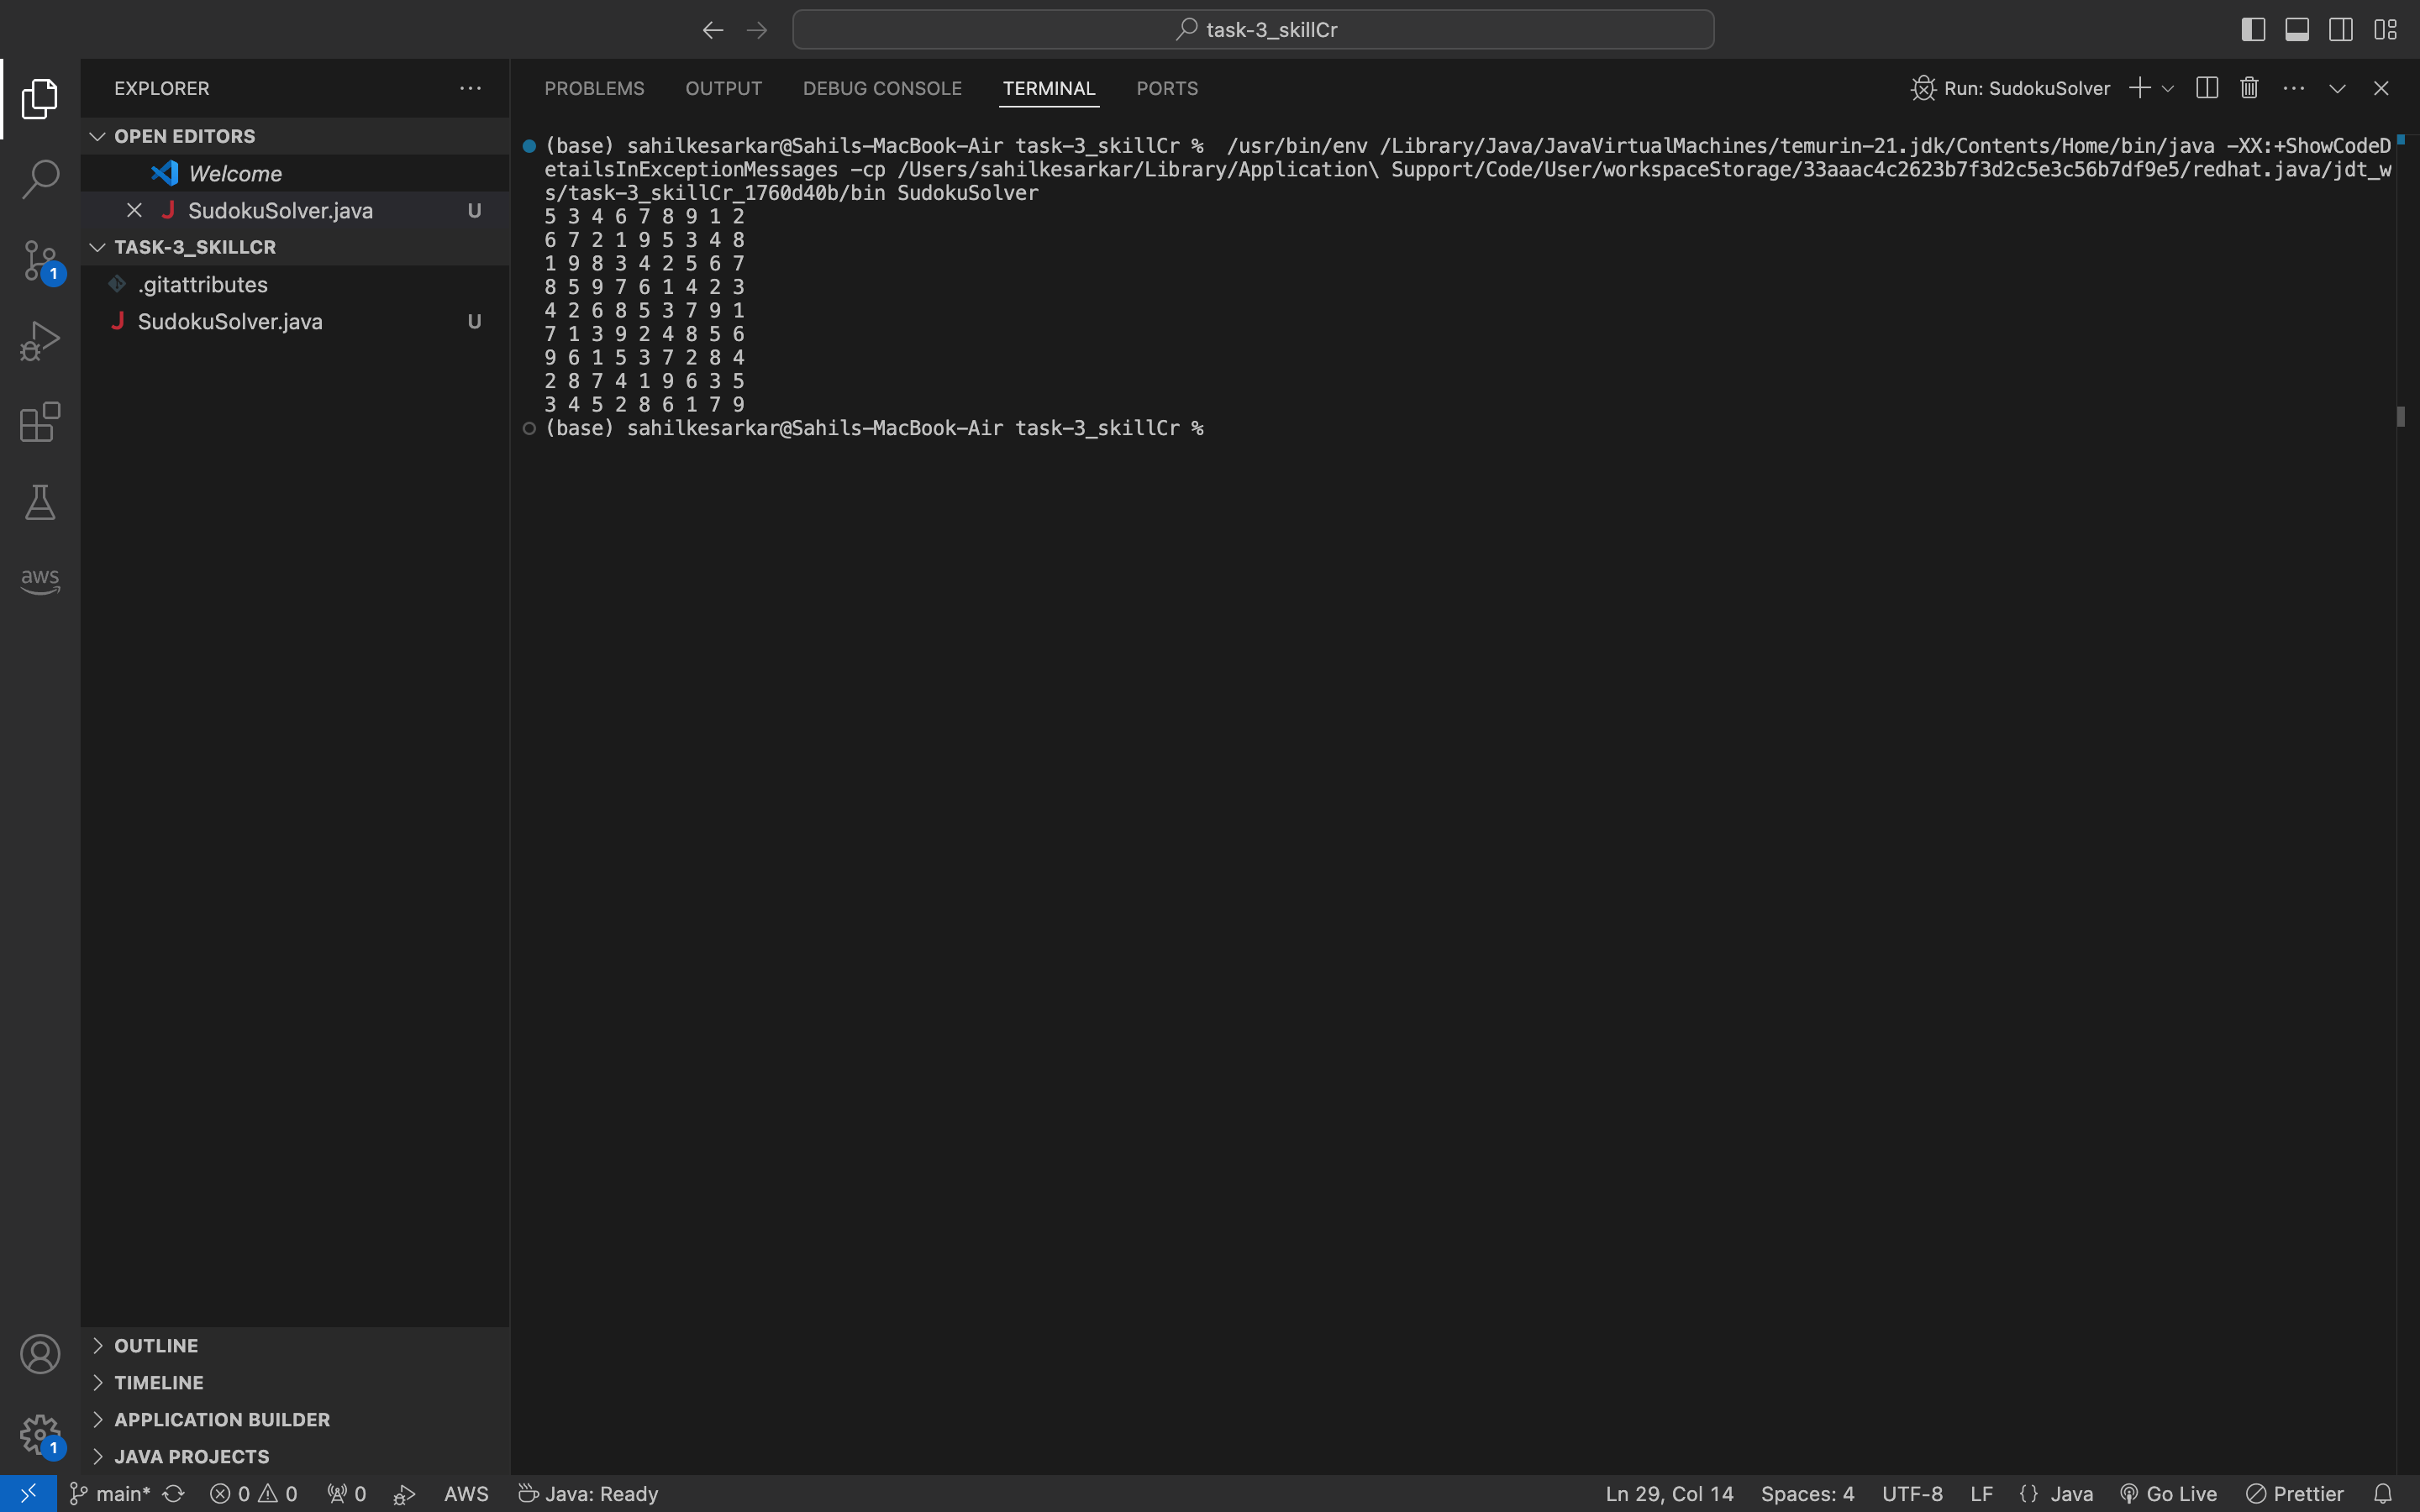 task-3_skillCr
EXPLORER
OPEN EDITORS
Welcome
SudokuSolver.java U
TASK-3_SKILLCR
.gitattributes
SudokuSolver.java U
1
aws
OUTLINE
TIMELINE
APPLICATION BUILDER
JAVA PROJECTS
1
PROBLEMS OUTPUT DEBUG CONSOLE TERMINAL PORTS Run: SudokuSolver
(base) sahilkesarkar@Sahils-MacBook-Air task-3_skillCr %  /usr/bin/env /Library/Java/JavaVirtualMachines/temurin-21.jdk/Contents/Home/bin/java -XX:+ShowCodeD
etailsInExceptionMessages -cp /Users/sahilkesarkar/Library/Application\ Support/Code/User/workspaceStorage/33aaac4c2623b7f3d2c5e3c56b7df9e5/redhat.java/jdt_w
s/task-3_skillCr_1760d40b/bin SudokuSolver
5 3 4 6 7 8 9 1 2
6 7 2 1 9 5 3 4 8
1 9 8 3 4 2 5 6 7
8 5 9 7 6 1 4 2 3
4 2 6 8 5 3 7 9 1
7 1 3 9 2 4 8 5 6
9 6 1 5 3 7 2 8 4
2 8 7 4 1 9 6 3 5
3 4 5 2 8 6 1 7 9
(base) sahilkesarkar@Sahils-MacBook-Air task-3_skillCr %
main* 0 0 0 AWS Java: Ready Ln 29, Col 14 Spaces: 4 UTF-8 LF {} Java Go Live Prettier